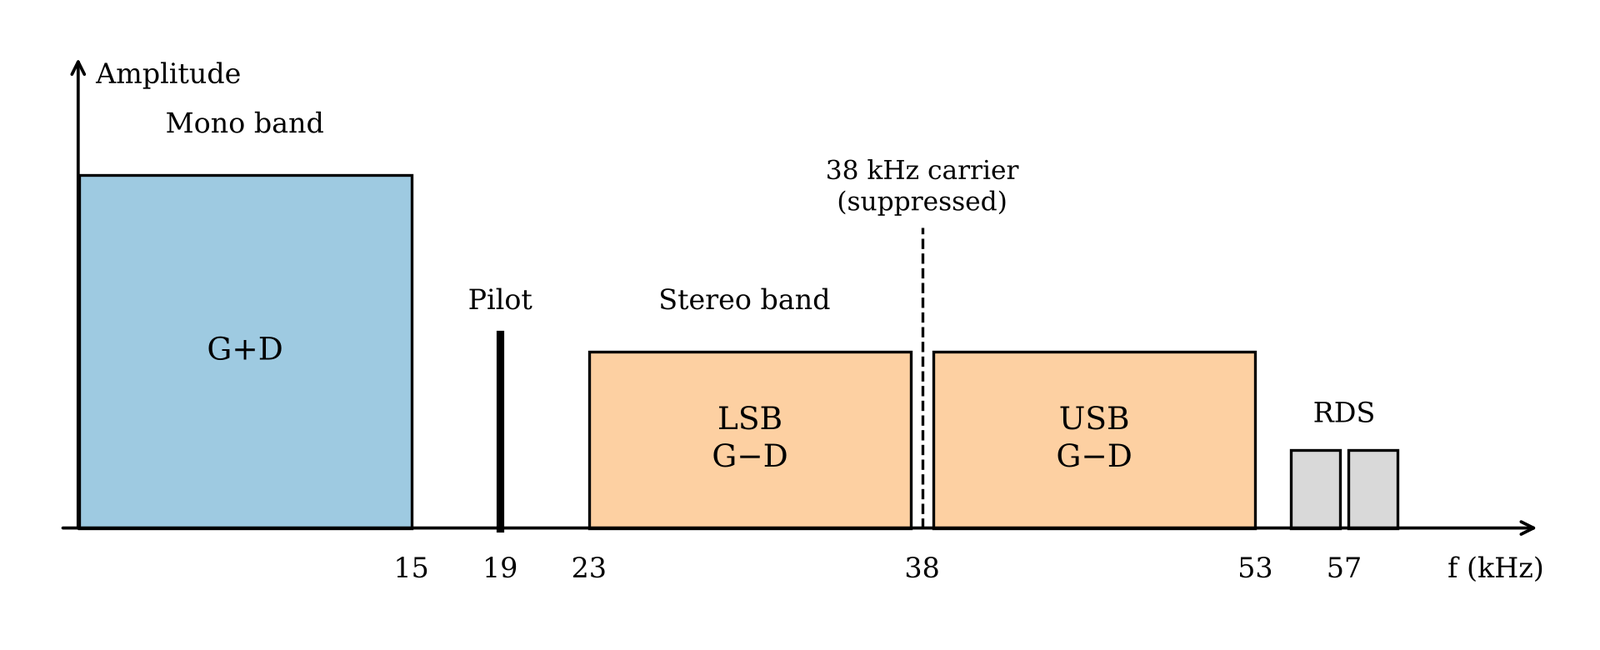 Amplitude
Mono band
38 kHz carrier
(suppressed)
Pilot
Stereo band
G+D
LSB
G−D
USB
G−D
RDS
15
19
23
38
53
57
f (kHz)